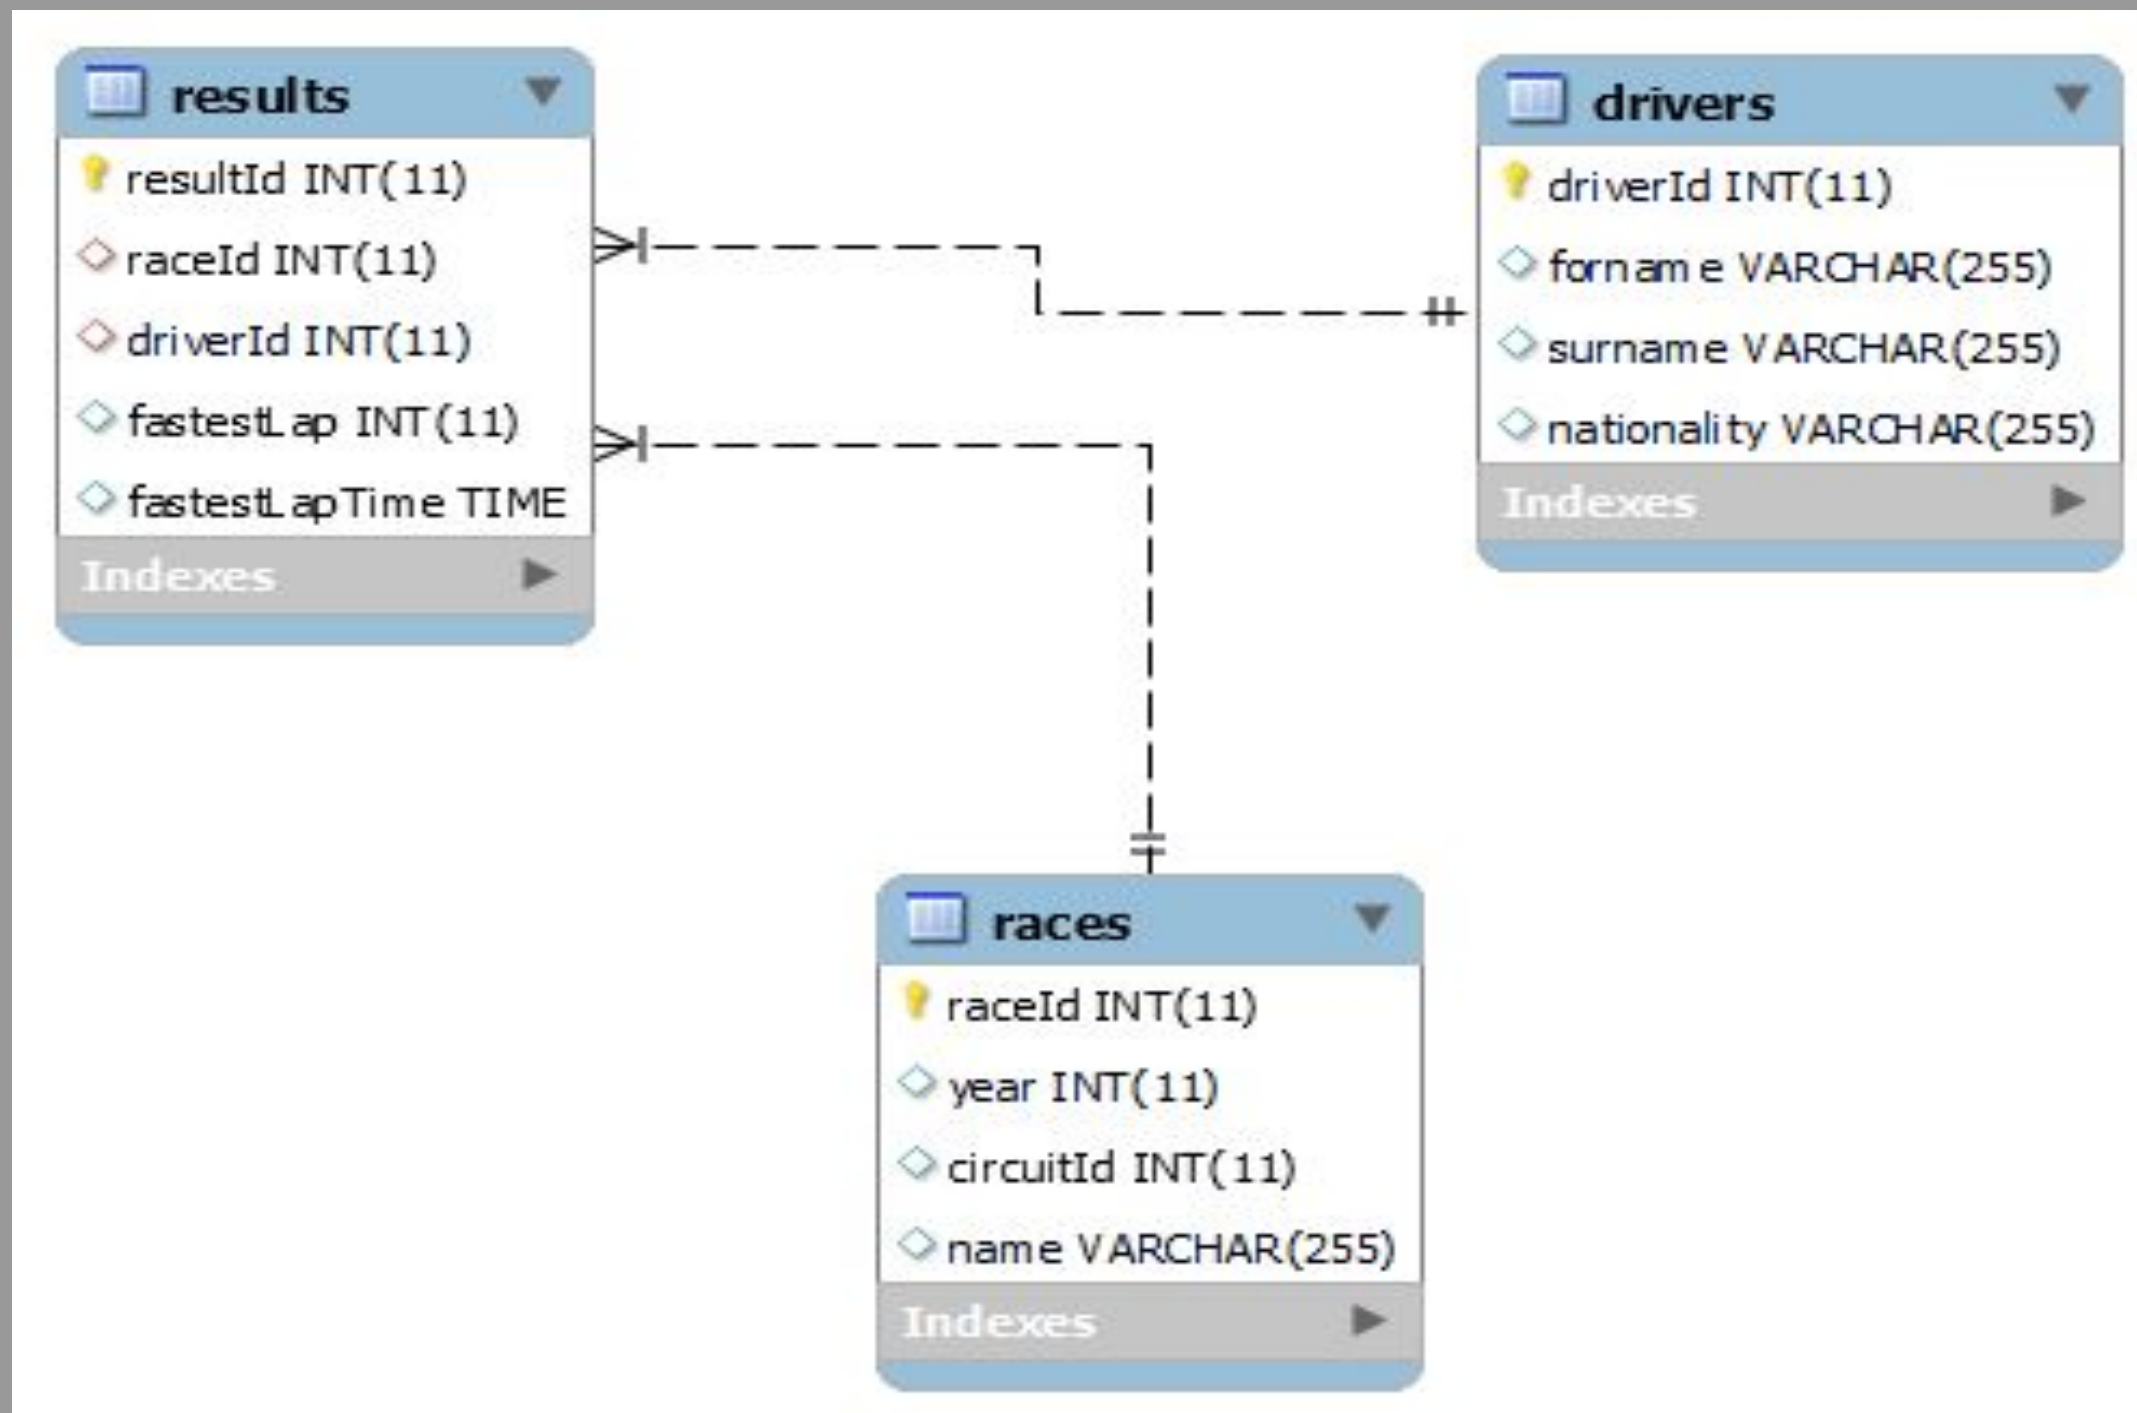 results
resultId INT(11)
raceId INT(11)
driverId INT(11)
fastestLap INT(11)
fastestLapTime TIME
Indexes
drivers
driverId INT(11)
forname VARCHAR(255)
surname VARCHAR(255)
nationality VARCHAR(255)
Indexes
races
raceId INT(11)
year INT(11)
circuitId INT(11)
name VARCHAR(255)
Indexes